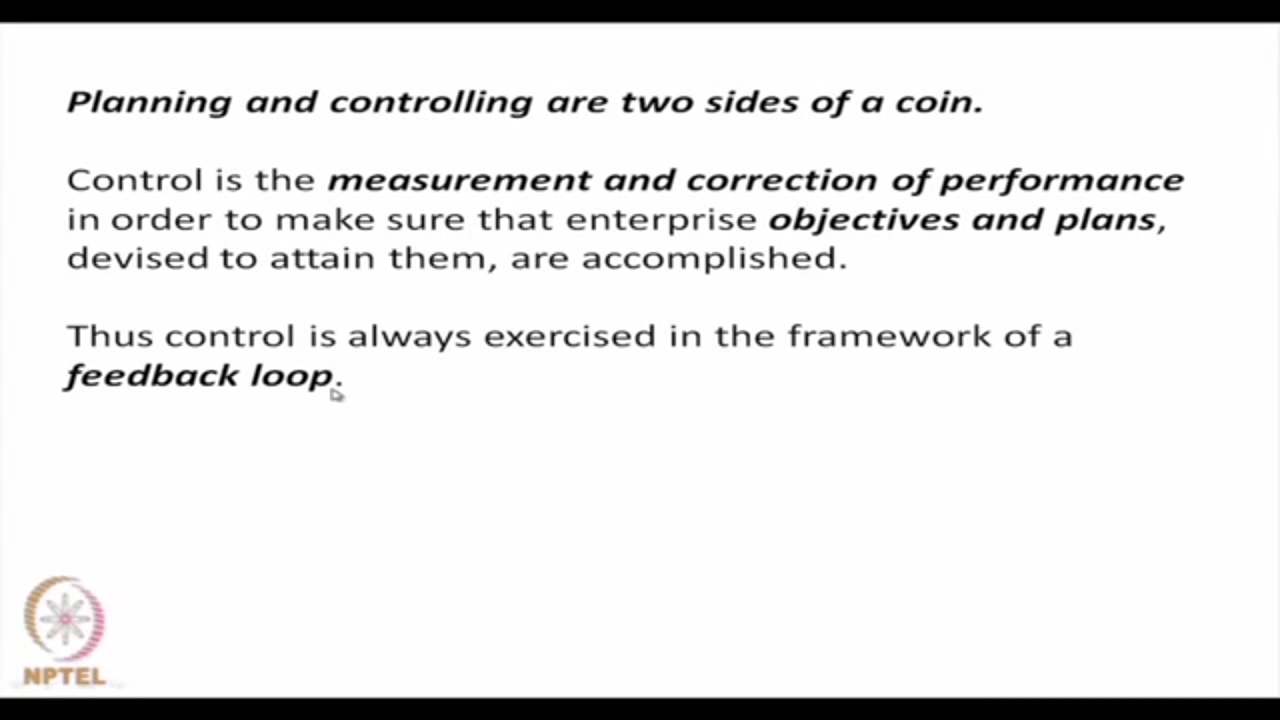 Planning and controlling are two sides of a coin.
Control is the measurement and correction of performance
in order to make sure that enterprise objectives and plans,
devised to attain them, are accomplished.
Thus control is always exercised in the framework of a
feedback loop.
NPTEL